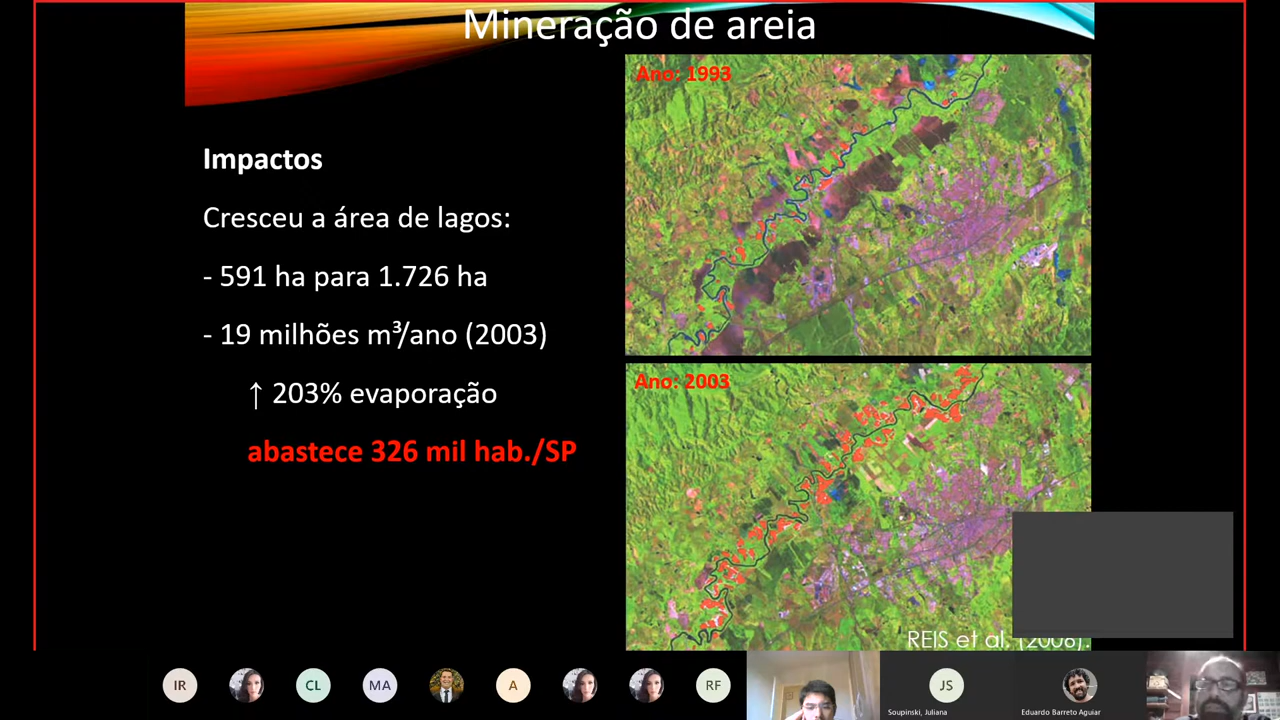 Mineração de areia
Impactos
Cresceu a área de lagos:
- 591 ha para 1.726 ha
- 19 milhões m³/ano (2003)
↑ 203% evaporação
abastece 326 mil hab./SP
Ano: 1993
Ano: 2003
REIS et al. (2006).
IR
CL
MA
A
RF
JS
Soupinski, Juliana
Eduardo Barreto Aguiar